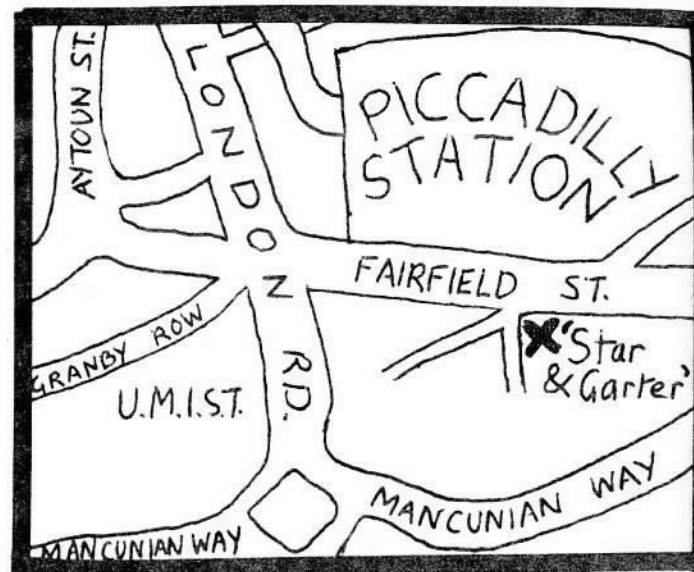 AYTOUN ST.
LONDON RD.
PICCADILLY
STATION
FAIRFIELD ST.
GRANBY ROW
'Star
& Garter'
U.M.I.S.T.
MANCUNIAN WAY
MANCUNIAN WAY